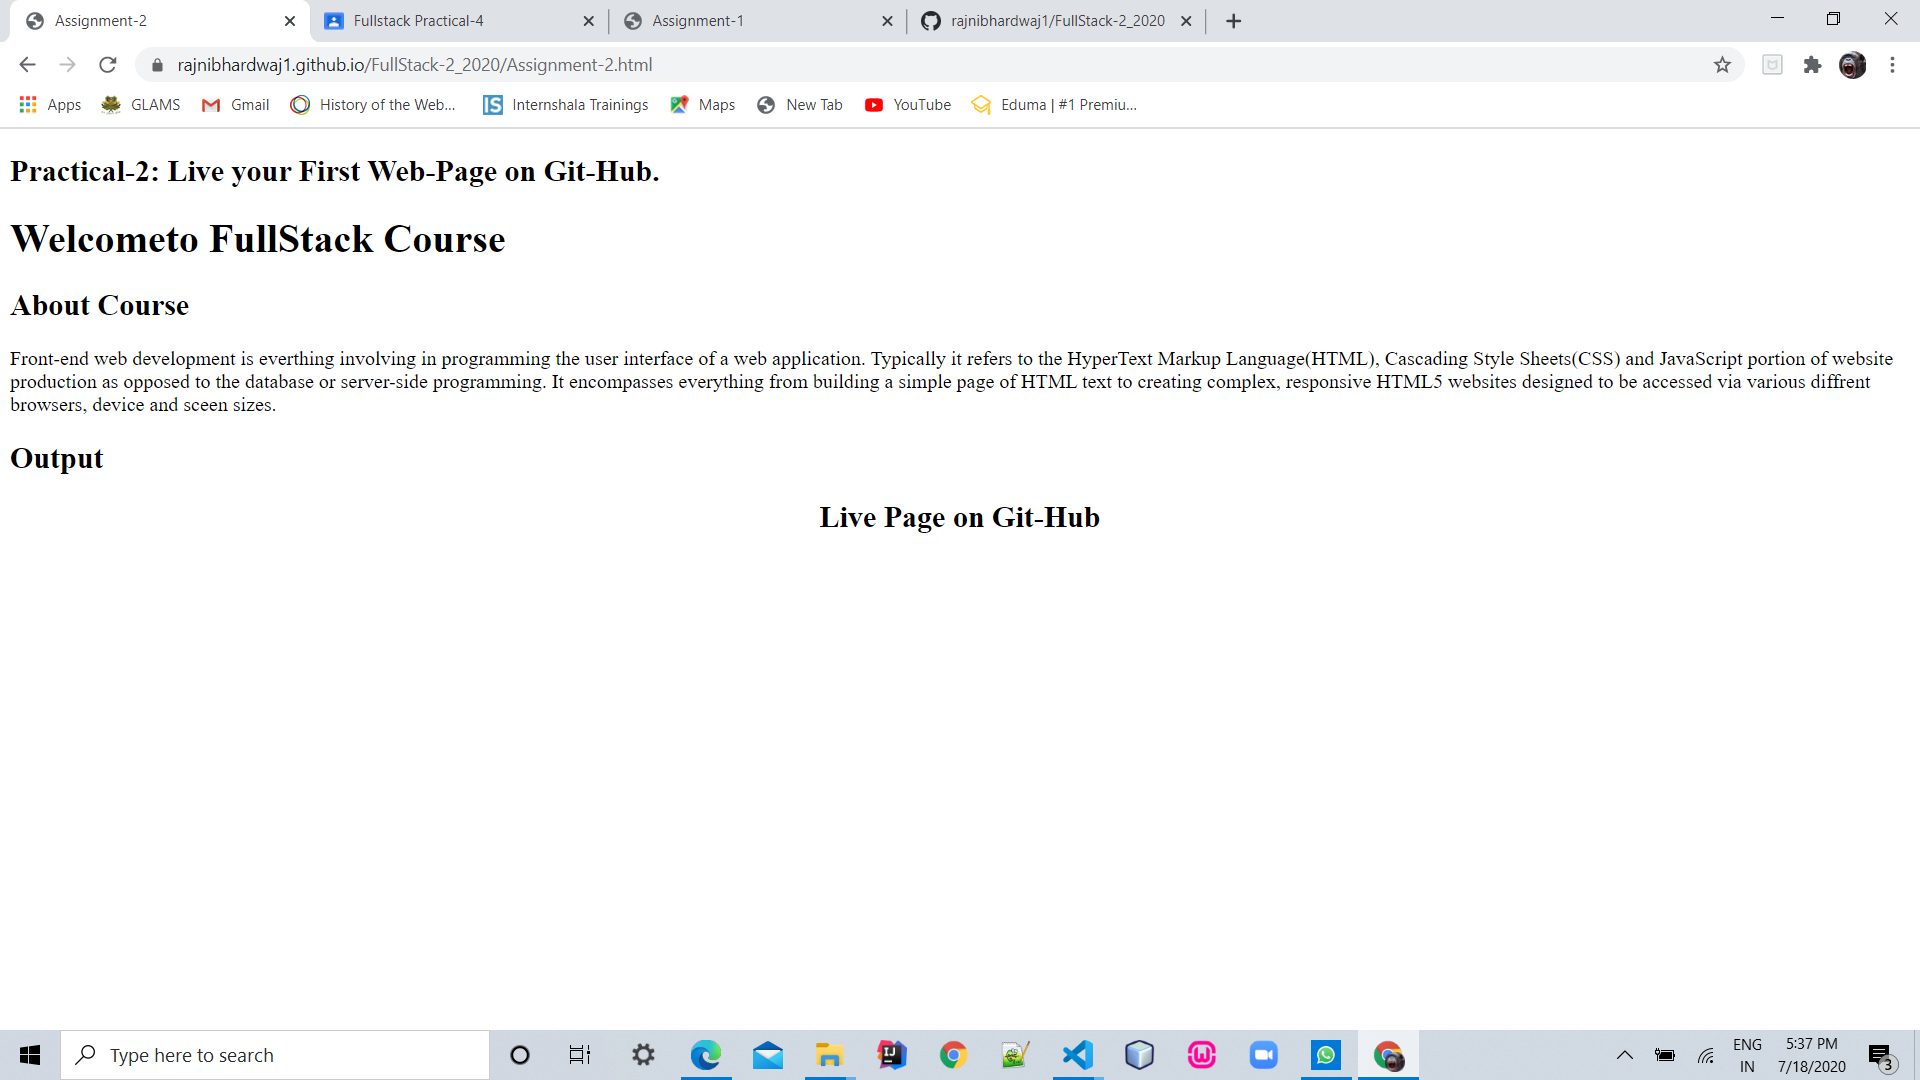 Assignment-2
Fullstack Practical-4
Assignment-1
rajnibhardwaj1/FullStack-2_2020
rajnibhardwaj1.github.io/FullStack-2_2020/Assignment-2.html
Apps
GLAMS
Gmail
History of the Web...
IS
Internshala Trainings
Maps
New Tab
YouTube
Eduma | #1 Premiu...
Practical-2: Live your First Web-Page on Git-Hub.
Welcometo FullStack Course
About Course
Front-end web development is everthing involving in programming the user interface of a web application. Typically it refers to the HyperText Markup Language(HTML), Cascading Style Sheets(CSS) and JavaScript portion of website
production as opposed to the database or server-side programming. It encompasses everything from building a simple page of HTML text to creating complex, responsive HTML5 websites designed to be accessed via various diffrent
browsers, device and sceen sizes.
Output
Live Page on Git-Hub
Type here to search
IJ
W
ENG
IN
5:37 PM
7/18/2020
3